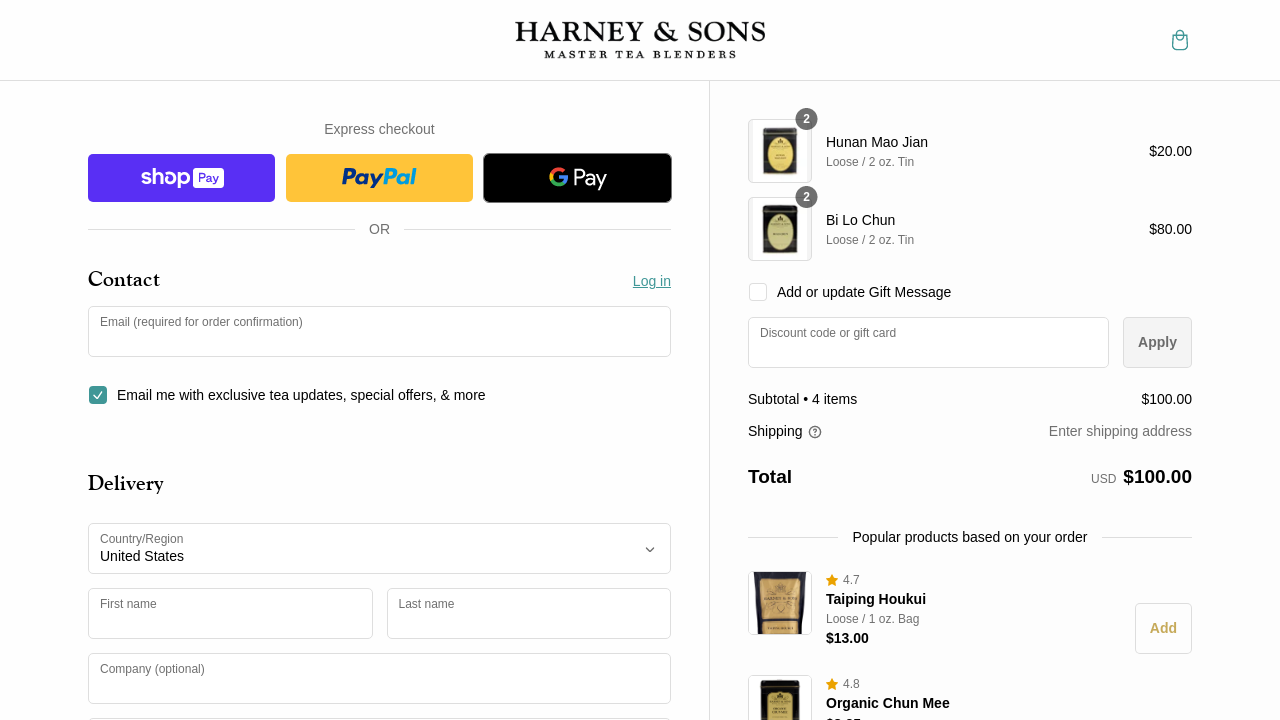 HARNEY & SONS
MASTER TEA BLENDERS
Express checkout
shop Pay
PayPal
G Pay
OR
Contact
Log in
Email (required for order confirmation)
Email me with exclusive tea updates, special offers, & more
Delivery
Country/Region
United States
First name
Last name
Company (optional)
2
Hunan Mao Jian
Loose / 2 oz. Tin
$20.00
2
Bi Lo Chun
Loose / 2 oz. Tin
$80.00
Add or update Gift Message
Discount code or gift card
Apply
Subtotal • 4 items
$100.00
Shipping
Enter shipping address
Total
USD $100.00
Popular products based on your order
HARNEY & SONS
4.7
Taiping Houkui
Loose / 1 oz. Bag
$13.00
Add
4.8
Organic Chun Mee